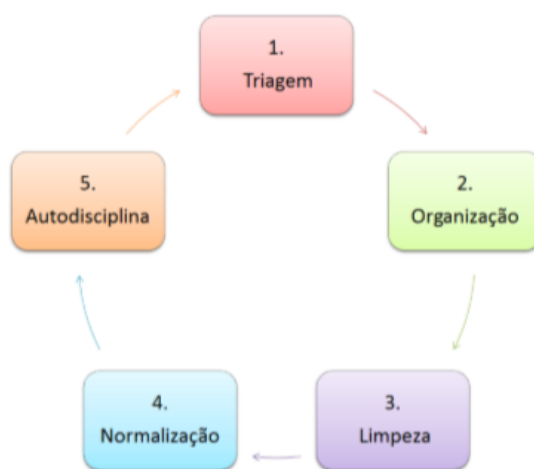 1.
Triagem
2.
Organização
3.
Limpeza
4.
Normalização
5.
Autodisciplina